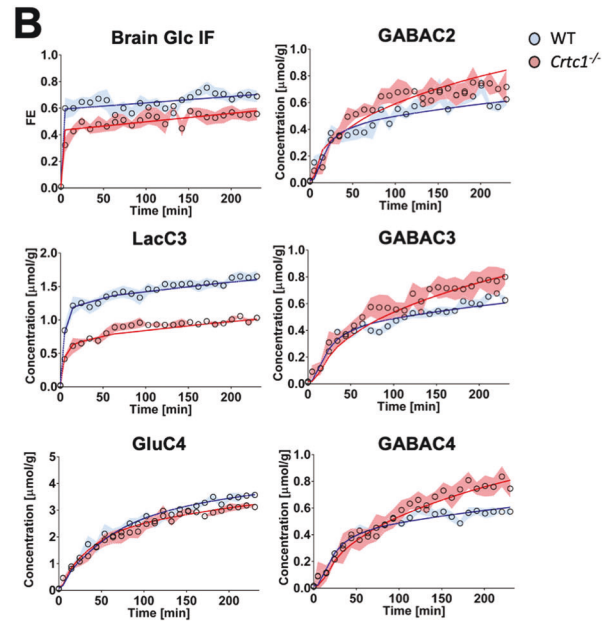 B
Brain Glc IF
FE
1.0
0.8
0.6
0.4
0.2
0.0
0 50 100 150 200
Time [min]
GABAC2
Concentration [μmol/g]
1.0
0.8
0.6
0.4
0.2
0.0
0 50 100 150 200
Time [min]
WT
Crtc1-/-
LacC3
Concentration [μmol/g]
2.0
1.5
1.0
0.5
0.0
0 50 100 150 200
Time [min]
GABAC3
Concentration [μmol/g]
1.0
0.8
0.6
0.4
0.2
0.0
0 50 100 150 200
Time [min]
GluC4
Concentration [μmol/g]
5
4
3
2
1
0
0 50 100 150 200
Time [min]
GABAC4
Concentration [μmol/g]
1.0
0.8
0.6
0.4
0.2
0.0
0 50 100 150 200
Time [min]